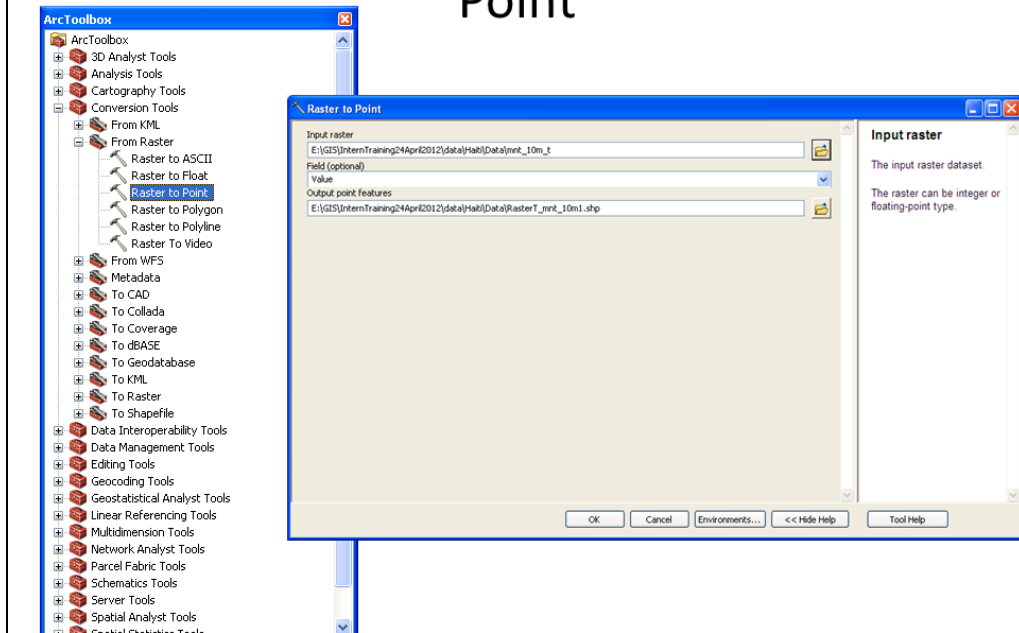 Point
ArcToolbox
ArcToolbox
3D Analyst Tools
Analysis Tools
Cartography Tools
Conversion Tools
From KML
From Raster
Raster to ASCII
Raster to Float
Raster to Point
Raster to Polygon
Raster to Polyline
Raster To Video
From WFS
Metadata
To CAD
To Collada
To Coverage
To dBASE
To Geodatabase
To KML
To Raster
To Shapefile
Data Interoperability Tools
Data Management Tools
Editing Tools
Geocoding Tools
Geostatistical Analyst Tools
Linear Referencing Tools
Multidimension Tools
Network Analyst Tools
Parcel Fabric Tools
Schematics Tools
Server Tools
Spatial Analyst Tools
Spatial Statistics Tools
Raster to Point
Input raster
E:\GIS\InternTraining24April2012\data\Haiti\Data\mnt_10m_t
Field (optional)
Value
Output point features
E:\GIS\InternTraining24April2012\data\Haiti\Data\RasterT_mnt_10m1.shp
OK Cancel Environments... << Hide Help Tool Help
Input raster
The input raster dataset.
The raster can be integer or
floating-point type.